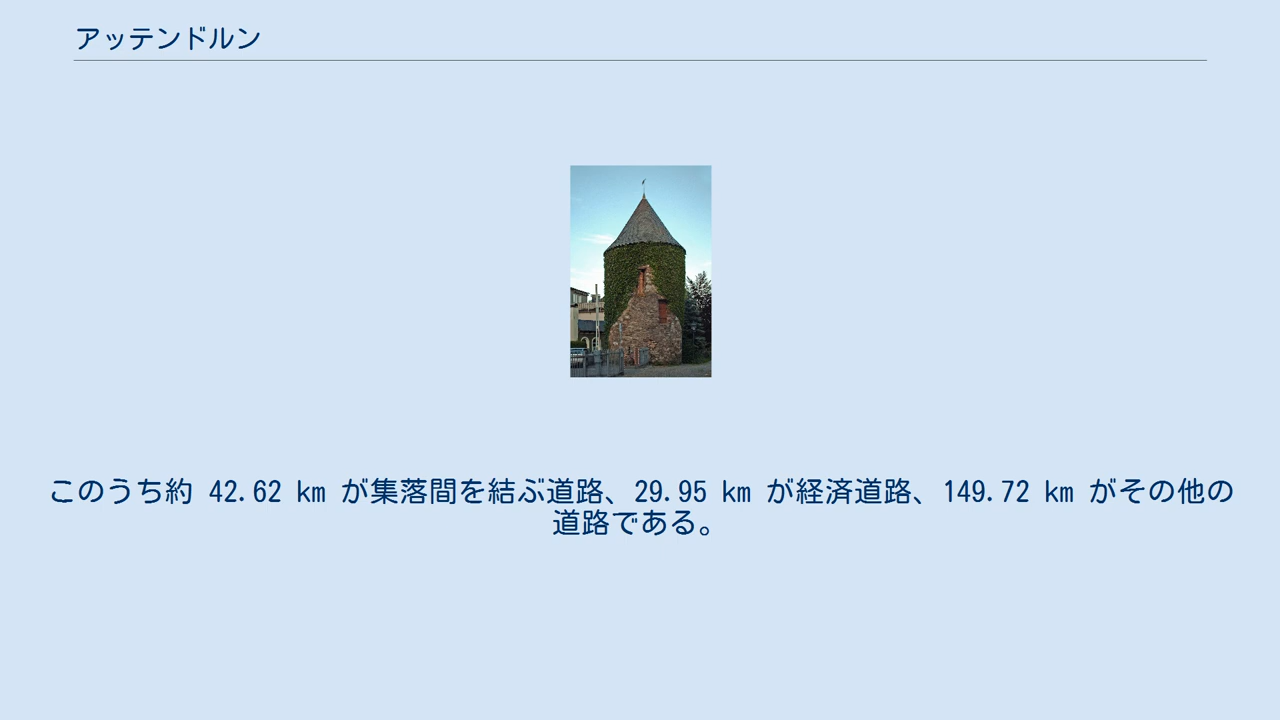 アッテンドルン
このうち約 42.62 km が集落間を結ぶ道路、29.95 km が経済道路、149.72 km がその他の
道路である。